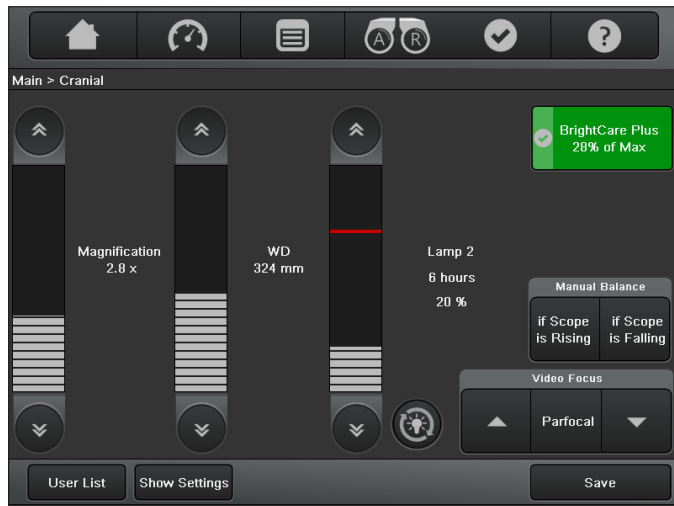 A R
?
Main > Cranial
BrightCare Plus
28% of Max
Magnification
2.8 x
WD
324 mm
Lamp 2
6 hours
20 %
Manual Balance
if Scope
is Rising
if Scope
is Falling
Video Focus
Parfocal
User List
Show Settings
Save